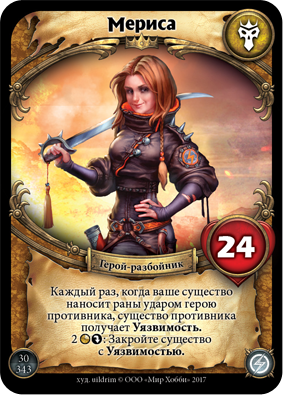 Мериса
24
Герой-разбойник
Каждый раз, когда ваше существо
наносит раны ударом герою
противника, существо противника
получает Уязвимость.
2 : Закройте существо
с Уязвимостью.
30
343
худ. uildrim © ООО «Мир Хобби» 2017